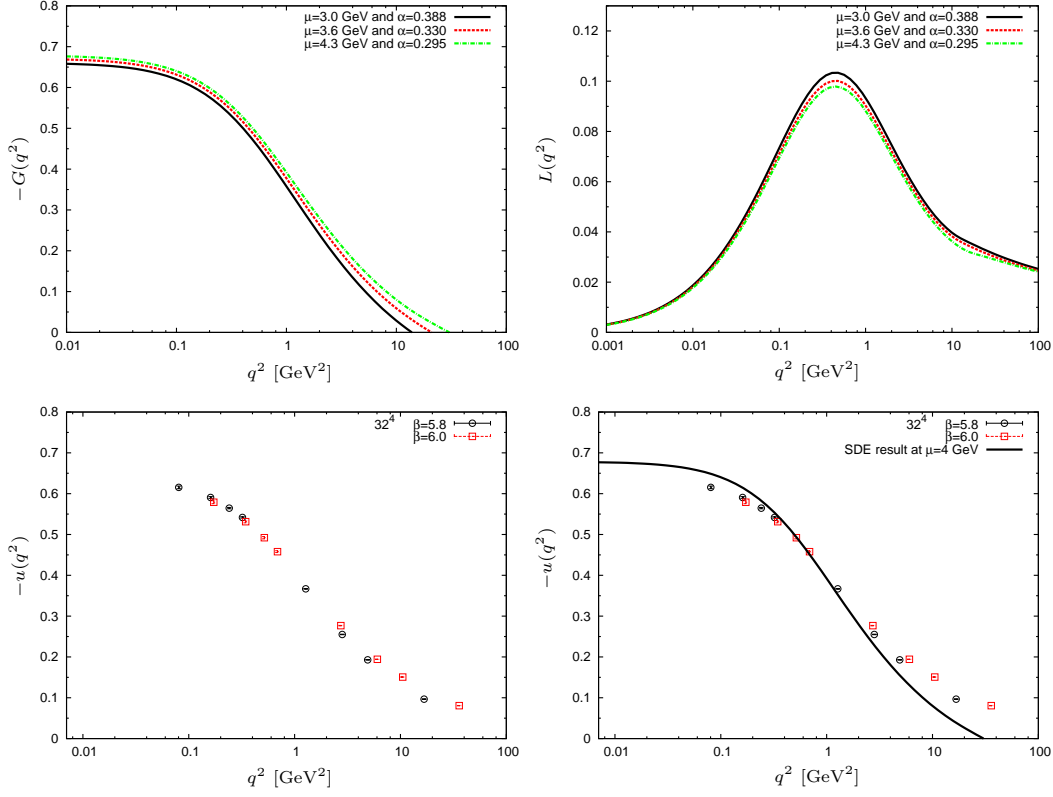 μ=3.0 GeV and α=0.388
μ=3.6 GeV and α=0.330
μ=4.3 GeV and α=0.295
0.8
0.7
0.6
0.5
0.4
0.3
0.2
0.1
0
−G(q²)
0.01
0.1
1
10
100
q² [GeV²]
μ=3.0 GeV and α=0.388
μ=3.6 GeV and α=0.330
μ=4.3 GeV and α=0.295
0.12
0.1
0.08
0.06
0.04
0.02
0
L(q²)
0.001
0.01
0.1
1
10
100
q² [GeV²]
32⁴ β=5.8
β=6.0
0.8
0.7
0.6
0.5
0.4
0.3
0.2
0.1
0
−u(q²)
0.01
0.1
1
10
100
q² [GeV²]
32⁴ β=5.8
β=6.0
SDE result at μ=4 GeV
0.8
0.7
0.6
0.5
0.4
0.3
0.2
0.1
0
−u(q²)
0.01
0.1
1
10
100
q² [GeV²]